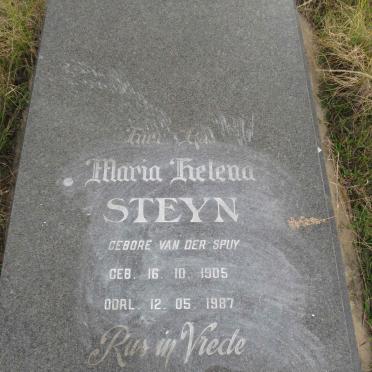 Maria Helena
STEYN
GEBORE VAN DER SPUY
GEB. 16. 10. 1905
OORL. 12. 05. 1987
Rus in Vrede